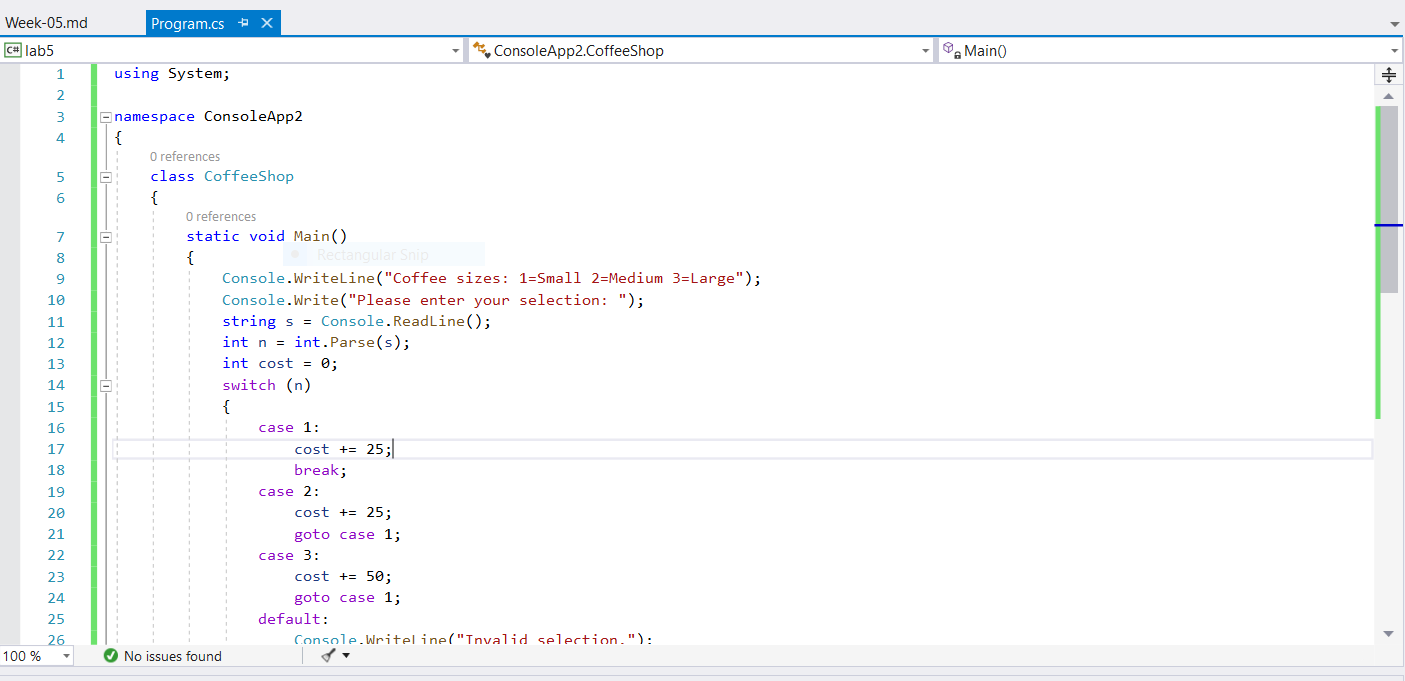 Week-05.md Program.cs
C# lab5 ConsoleApp2.CoffeeShop Main()
1 using System;
2
3 namespace ConsoleApp2
4 {
0 references
5 class CoffeeShop
6 {
0 references
7 static void Main()
Rectangular Snip
8 {
9 Console.WriteLine("Coffee sizes: 1=Small 2=Medium 3=Large");
10 Console.Write("Please enter your selection: ");
11 string s = Console.ReadLine();
12 int n = int.Parse(s);
13 int cost = 0;
14 switch (n)
15 {
16 case 1:
17 cost += 25;
18 break;
19 case 2:
20 cost += 25;
21 goto case 1;
22 case 3:
23 cost += 50;
24 goto case 1;
25 default:
26 Console.WriteLine("Invalid selection.");
100 % No issues found